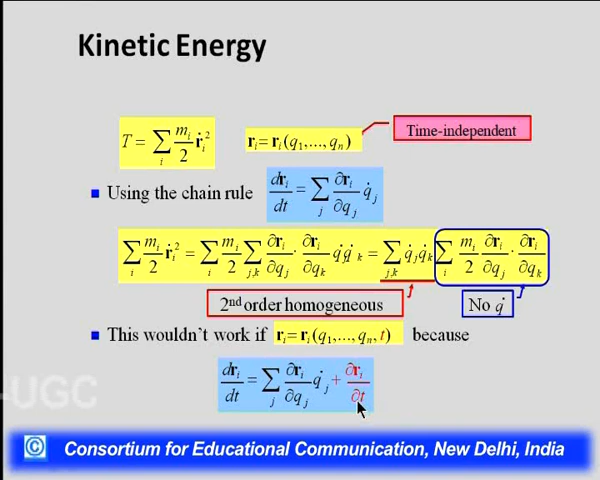 Kinetic Energy
T = ∑_i m_i/2 ṙ_i² r_i = r_i(q_1,...,q_n) Time-independent
■ Using the chain rule dr_i/dt = ∑_j ∂r_i/∂q_j q̇_j
∑_i m_i/2 ṙ_i² = ∑_i m_i/2 ∑_{j,k} ∂r_i/∂q_j · ∂r_i/∂q_k q̇_j q̇_k = ∑_{j,k} q̇_j q̇_k ∑_i m_i/2 ∂r_i/∂q_j · ∂r_i/∂q_k
2nd order homogeneous No q̇
■ This wouldn't work if r_i = r_i(q_1,...,q_n, t) because
dr_i/dt = ∑_j ∂r_i/∂q_j q̇_j + ∂r_i/∂t
-UGC
© Consortium for Educational Communication, New Delhi, India